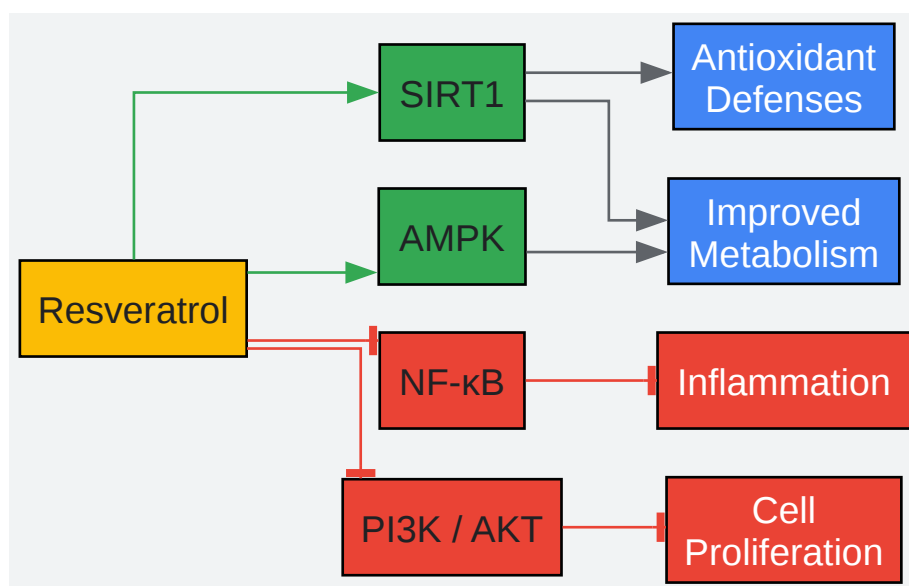 SIRT1
Antioxidant
Defenses
AMPK
Improved
Metabolism
Resveratrol
NF-κB
Inflammation
PI3K / AKT
Cell
Proliferation